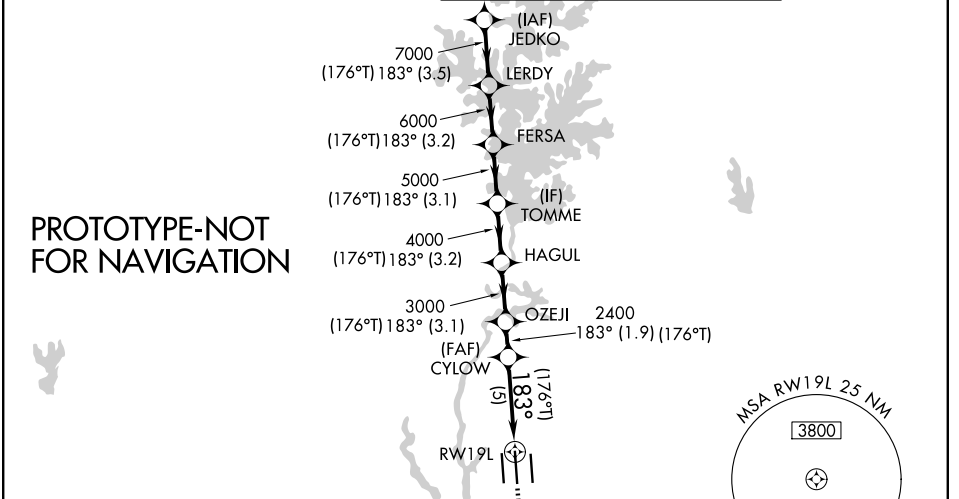 (IAF)
JEDKO
7000
(176°T) 183° (3.5)
LERDY
6000
(176°T) 183° (3.2)
FERSA
5000
(176°T) 183° (3.1)
(IF)
TOMME
PROTOTYPE-NOT
FOR NAVIGATION
4000
(176°T) 183° (3.2)
HAGUL
3000
(176°T) 183° (3.1)
OZEJI
2400
183° (1.9) (176°T)
(FAF)
CYLOW
(176°T)
183°
(5)
RW19L
MSA RW19L 25 NM
3800